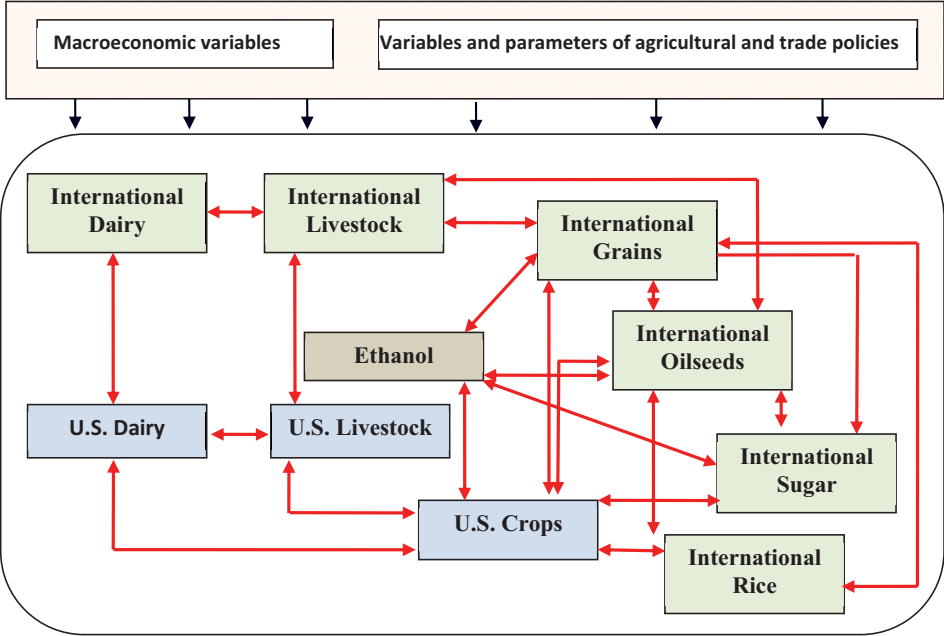 Macroeconomic variables
Variables and parameters of agricultural and trade policies
International
Dairy
International
Livestock
International
Grains
International
Oilseeds
Ethanol
U.S. Dairy
U.S. Livestock
International
Sugar
U.S. Crops
International
Rice